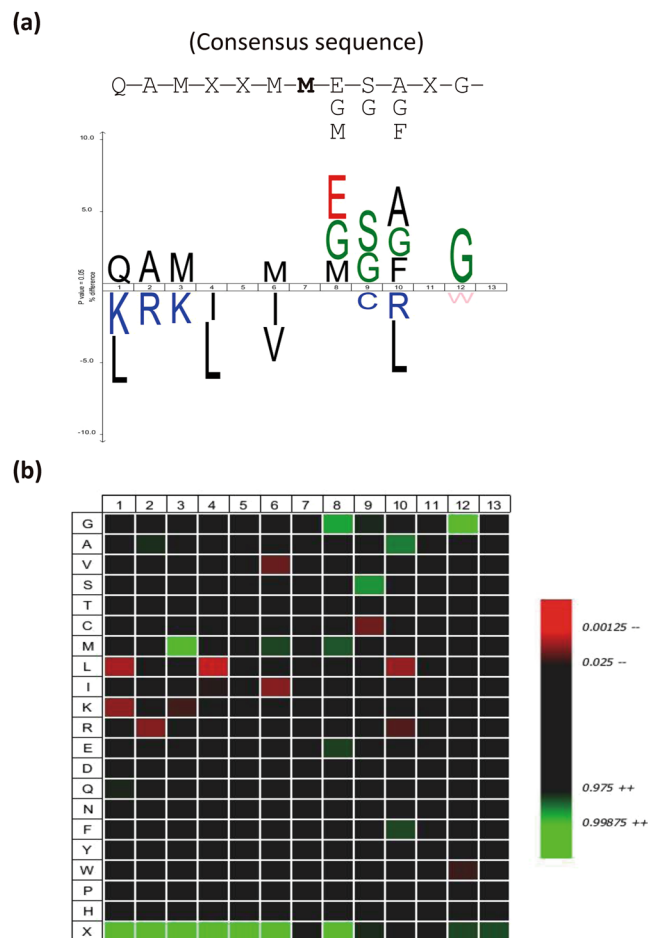 (a)
(Consensus sequence)
Q—A—M—X—X—M—M—E—S—A—X—G—
G G G
M F
10.0
5.0
-5.0
-10.0
P value = 0.05
% difference
E A
G S G G
Q A M M M G F
1 2 3 4 5 6 7 8 9 10 11 12 13
K R K I I C R W
L L V L
(b)
1 2 3 4 5 6 7 8 9 10 11 12 13
G
A
V
S
T
C
M
L
I
K
R
E
D
Q
N
F
Y
W
P
H
X
0.00125 --
0.025 --
0.975 ++
0.99875 ++